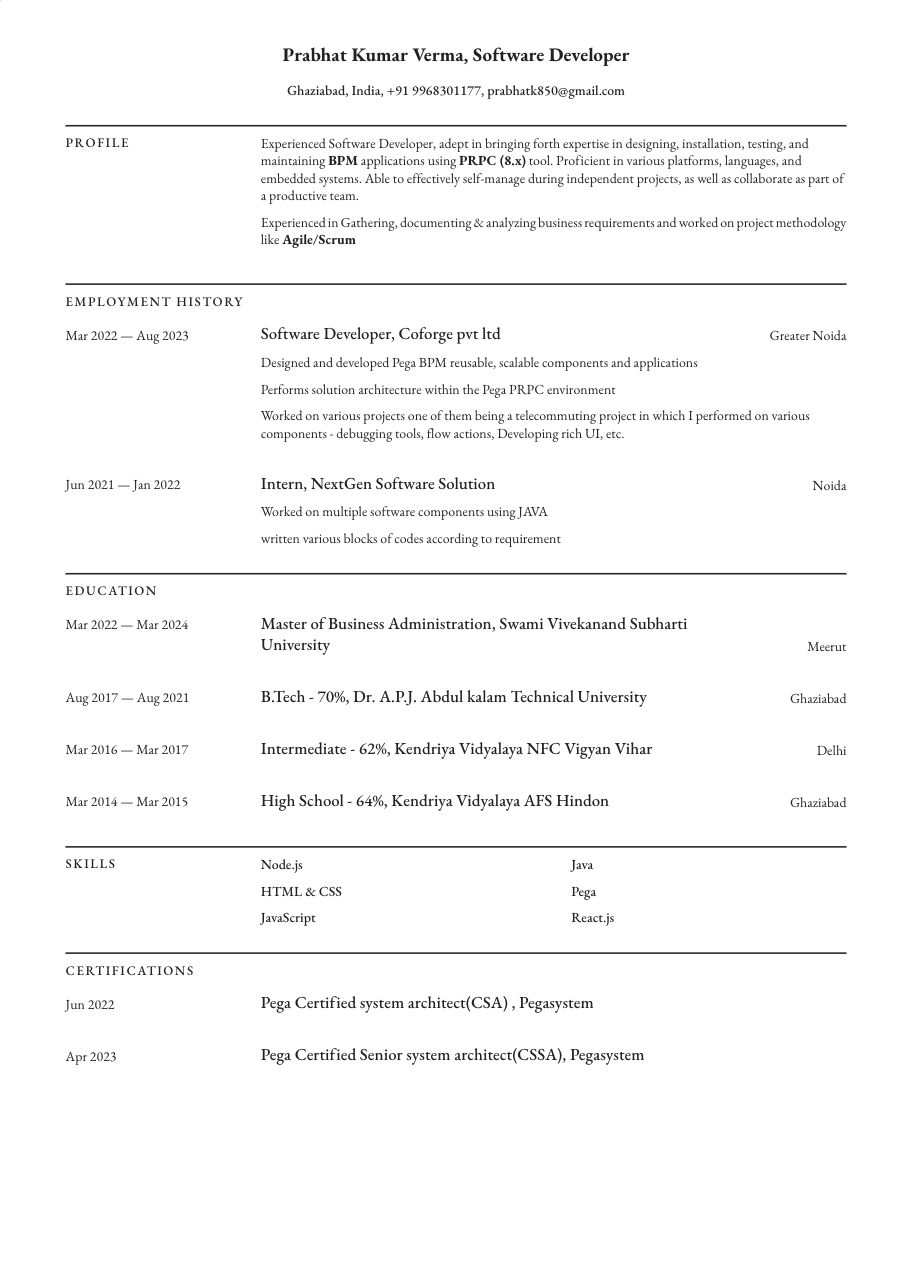 Prabhat Kumar Verma, Software Developer
Ghaziabad, India, +91 9968301177, prabhatk850@gmail.com
PROFILE
Experienced Software Developer, adept in bringing forth expertise in designing, installation, testing, and
maintaining BPM applications using PRPC (8.x) tool. Proficient in various platforms, languages, and
embedded systems. Able to effectively self-manage during independent projects, as well as collaborate as part of
a productive team.
Experienced in Gathering, documenting & analyzing business requirements and worked on project methodology
like Agile/Scrum
EMPLOYMENT HISTORY
Mar 2022 — Aug 2023 Software Developer, Coforge pvt ltd Greater Noida
Designed and developed Pega BPM reusable, scalable components and applications
Performs solution architecture within the Pega PRPC environment
Worked on various projects one of them being a telecommuting project in which I performed on various
components - debugging tools, flow actions, Developing rich UI, etc.
Jun 2021 — Jan 2022 Intern, NextGen Software Solution Noida
Worked on multiple software components using JAVA
written various blocks of codes according to requirement
EDUCATION
Mar 2022 — Mar 2024 Master of Business Administration, Swami Vivekanand Subharti
University Meerut
Aug 2017 — Aug 2021 B.Tech - 70%, Dr. A.P.J. Abdul kalam Technical University Ghaziabad
Mar 2016 — Mar 2017 Intermediate - 62%, Kendriya Vidyalaya NFC Vigyan Vihar Delhi
Mar 2014 — Mar 2015 High School - 64%, Kendriya Vidyalaya AFS Hindon Ghaziabad
SKILLS Node.js Java
HTML & CSS Pega
JavaScript React.js
CERTIFICATIONS
Jun 2022 Pega Certified system architect(CSA) , Pegasystem
Apr 2023 Pega Certified Senior system architect(CSSA), Pegasystem